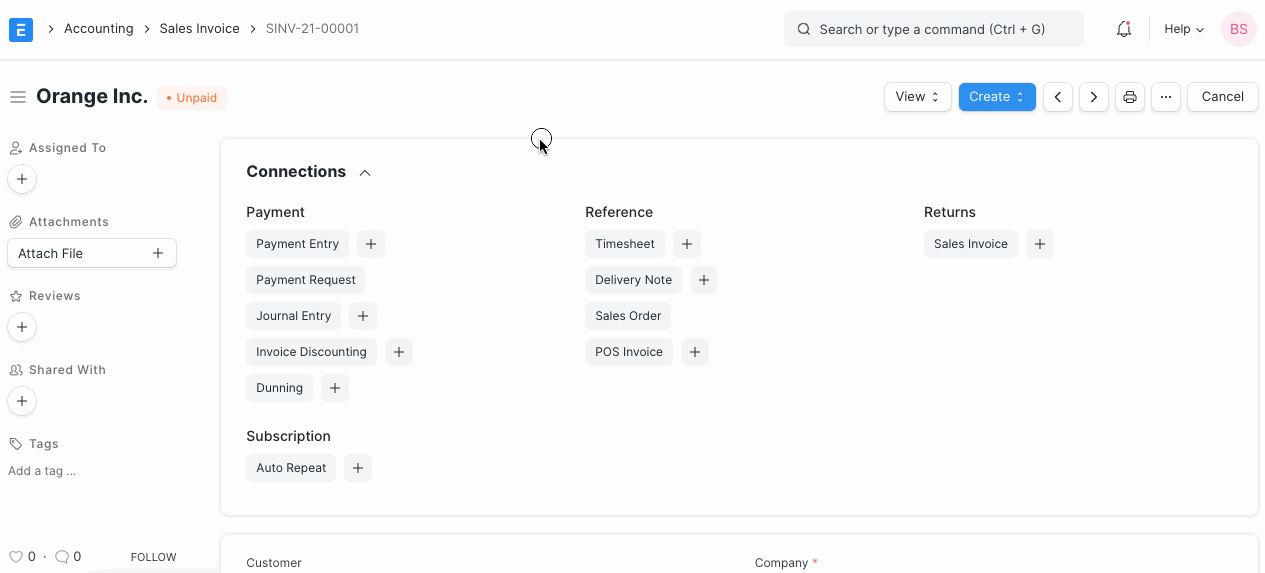 E Accounting Sales Invoice SINV-21-00001 Search or type a command (Ctrl + G) Help BS
Orange Inc. • Unpaid View Create ... Cancel
Assigned To
Attachments
Attach File
Reviews
Shared With
Tags
Add a tag ...
0 · 0 FOLLOW
Connections
Payment
Payment Entry
Payment Request
Journal Entry
Invoice Discounting
Dunning
Reference
Timesheet
Delivery Note
Sales Order
POS Invoice
Returns
Sales Invoice
Subscription
Auto Repeat
Customer Company *